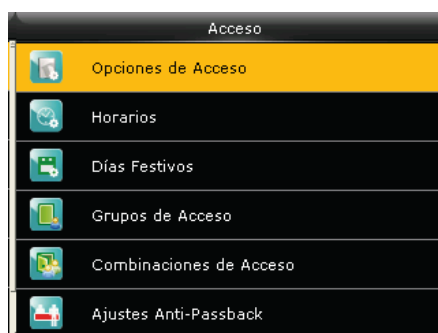 Acceso
Opciones de Acceso
Horarios
Días Festivos
Grupos de Acceso
Combinaciones de Acceso
Ajustes Anti-Passback